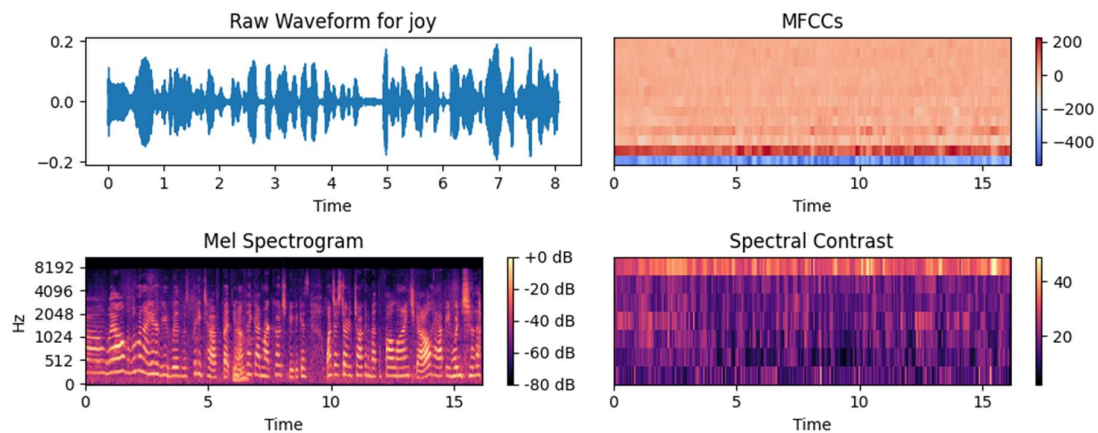 Raw Waveform for joy
0.2
0.0
−0.2
0 1 2 3 4 5 6 7 8
Time
MFCCs
200
0
−200
−400
0 5 10 15
Time
Mel Spectrogram
Hz
8192
4096
2048
1024
512
0
0 5 10 15
Time
+0 dB
-20 dB
-40 dB
-60 dB
-80 dB
Spectral Contrast
40
20
0 5 10 15
Time